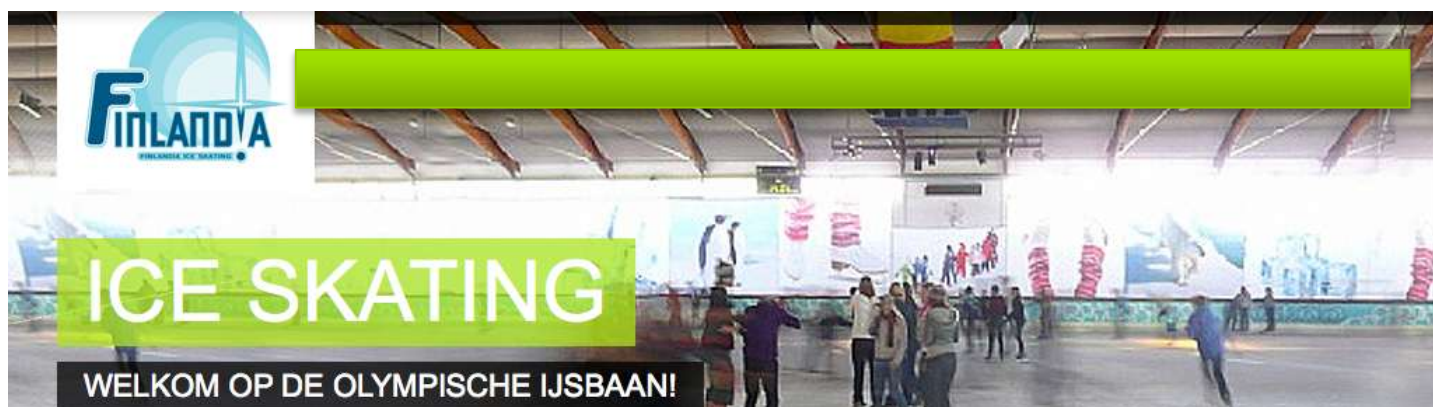 FINLANDIA
FINLANDIA ICE SKATING
ICE SKATING
WELKOM OP DE OLYMPISCHE IJSBAAN!